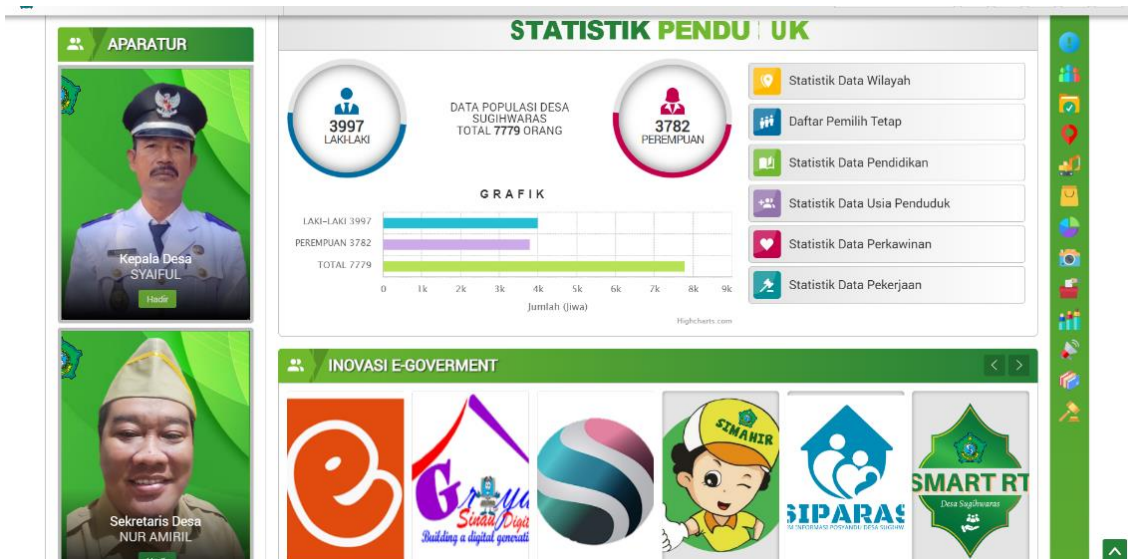 APARATUR
Kepala Desa
SYAIFUL
Hadir
Sekretaris Desa
NUR AMIRIL
STATISTIK PENDU UK
3997
LAKI-LAKI
DATA POPULASI DESA
SUGIHWARAS
TOTAL 7779 ORANG
3782
PEREMPUAN
GRAFIK
LAKI-LAKI 3997
PEREMPUAN 3782
TOTAL 7779
0 1k 2k 3k 4k 5k 6k 7k 8k 9k
Jumlah (Jiwa)
Highcharts.com
Statistik Data Wilayah
Daftar Pemilih Tetap
Statistik Data Pendidikan
Statistik Data Usia Penduduk
Statistik Data Perkawinan
Statistik Data Pekerjaan
INOVASI E-GOVERMENT
Sinau Digit
Building a digital generati
SIMAHIR
SIPARAS
SMART RT
Desa Sugihwaras